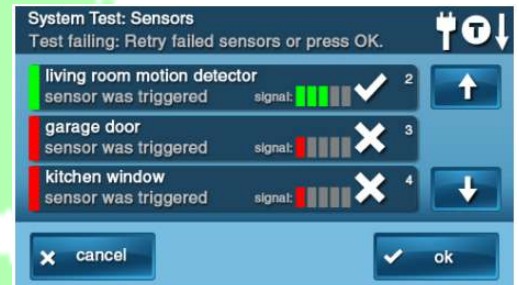 System Test: Sensors
Test failing: Retry failed sensors or press OK.
T
living room motion detector
2
sensor was triggered signal:
garage door
3
sensor was triggered signal:
kitchen window
4
sensor was triggered signal:
cancel
ok